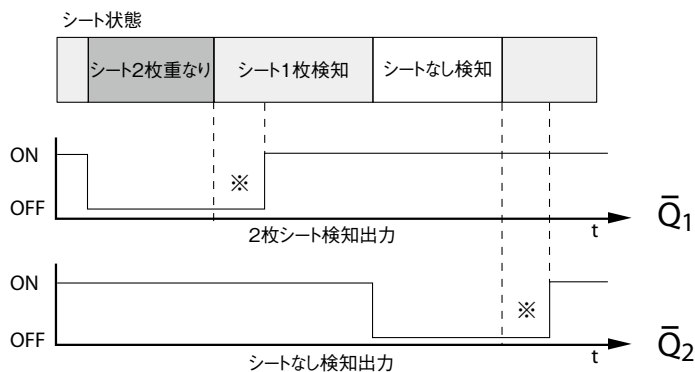 シート状態
シート2枚重なり シート1枚検知 シートなし検知
ON
※
OFF
2枚シート検知出力
t
Q̄1
ON
※
OFF
シートなし検知出力
t
Q̄2